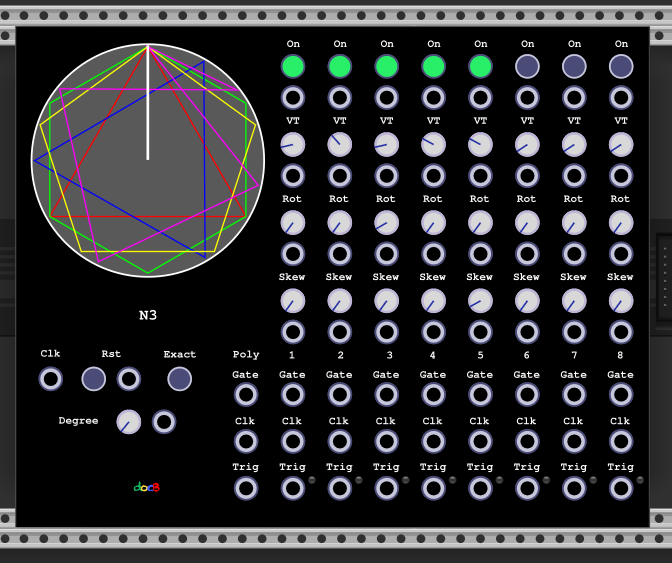 On On On On On On On On
VT VT VT VT VT VT VT VT
Rot Rot Rot Rot Rot Rot Rot Rot
Skew Skew Skew Skew Skew Skew Skew Skew
N3
1 2 3 4 5 6 7 8
Clk Rst Exact Poly
Gate Gate Gate Gate Gate Gate Gate Gate Gate
Degree
Clk Clk Clk Clk Clk Clk Clk Clk Clk
Trig Trig Trig Trig Trig Trig Trig Trig Trig
docB